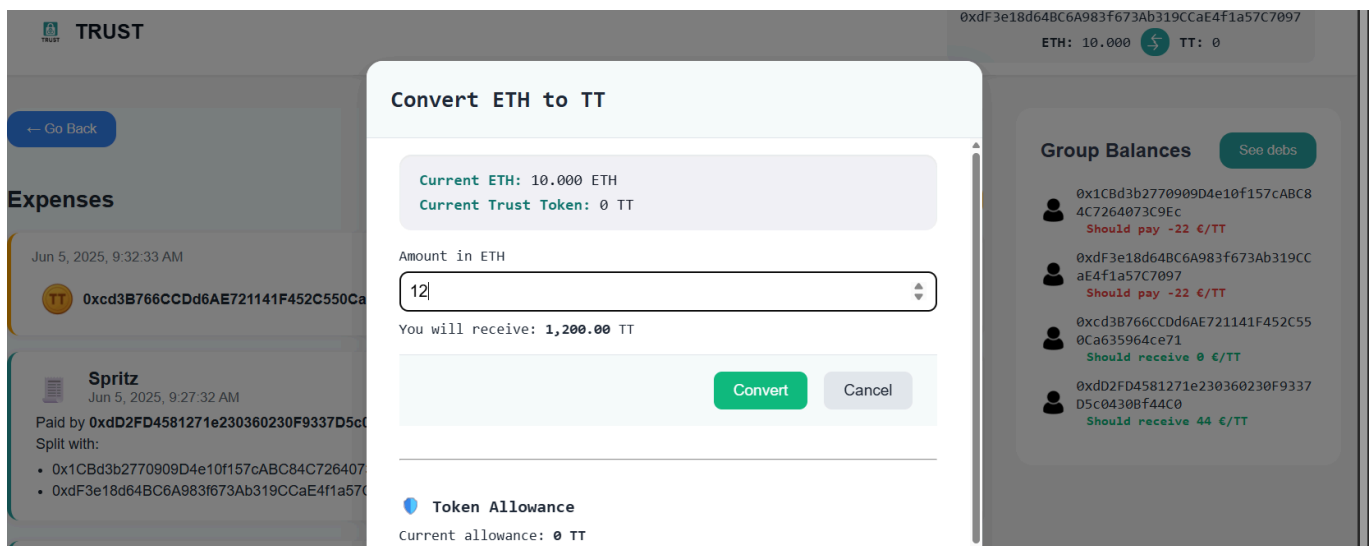 TRUST
TRUST
0xdF3e18d64BC6A983f673Ab319CCaE4f1a57C7097
ETH: 10.000 TT: 0
← Go Back
Expenses
Jun 5, 2025, 9:32:33 AM
TT 0xcd3B766CCDd6AE721141F452C550Ca
Spritz
Jun 5, 2025, 9:27:32 AM
Paid by 0xdD2FD4581271e230360230F9337D5c0
Split with:
• 0x1CBd3b2770909D4e10f157cABC84C726407
• 0xdF3e18d64BC6A983f673Ab319CCaE4f1a57C
Convert ETH to TT
Current ETH: 10.000 ETH
Current Trust Token: 0 TT
Amount in ETH
12
You will receive: 1,200.00 TT
Convert Cancel
Token Allowance
Current allowance: 0 TT
Group Balances See debs
0x1CBd3b2770909D4e10f157cABC8
4C7264073C9Ec
Should pay -22 €/TT
0xdF3e18d64BC6A983f673Ab319CC
aE4f1a57C7097
Should pay -22 €/TT
0xcd3B766CCDd6AE721141F452C55
0Ca635964ce71
Should receive 0 €/TT
0xdD2FD4581271e230360230F9337
D5c0430Bf44C0
Should receive 44 €/TT